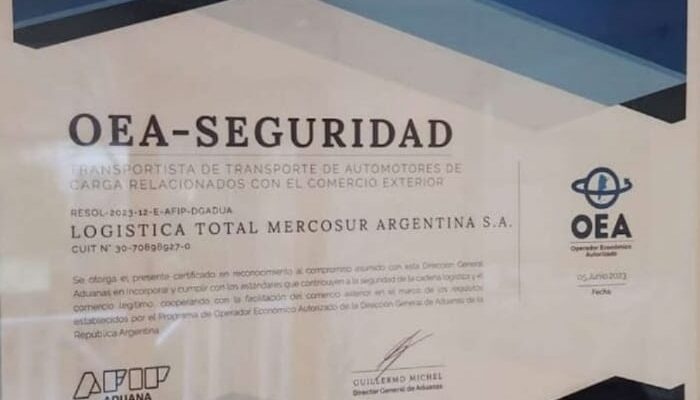 OEA-SEGURIDAD
TRANSPORTISTA DE TRANSPORTE DE AUTOMOTORES DE
CARGA RELACIONADOS CON EL COMERCIO EXTERIOR
RESOL-2023-12-E-AFIP-DGADUA
LOGISTICA TOTAL MERCOSUR ARGENTINA S.A.
CUIT N° 30-70898927-0
Se otorga el presente certificado en reconocimiento al compromiso asumido con esta Dirección General
Aduanas en incorporar y cumplir con los estándares que contribuyen a la seguridad de la cadena logística y el
comercio legítimo, cooperando con la facilitación del comercio exterior en el marco de los requisitos
establecidos por el Programa de Operador Económico Autorizado de la Dirección General de Aduanas de la
República Argentina.
OEA
Operador Económico
Autorizado
05 Junio 2023
Fecha
AFIP
ADUANA
GUILLERMO MICHEL
Director General de Aduanas